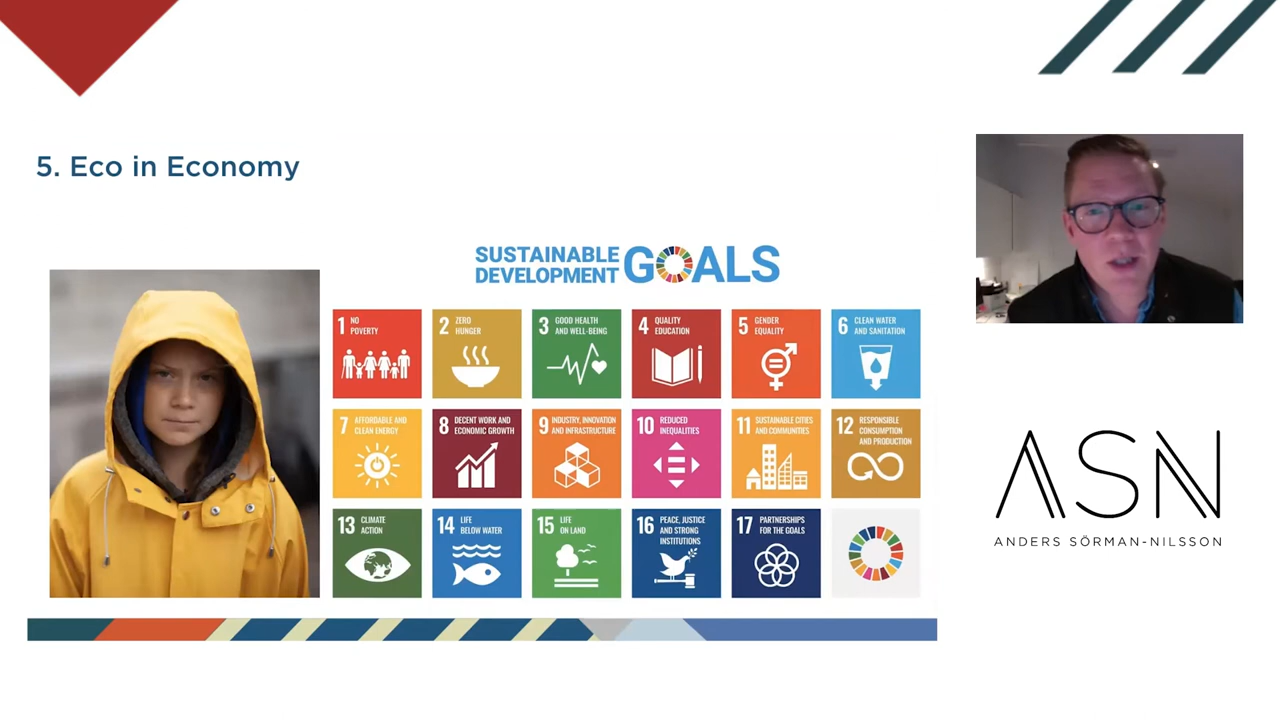 5. Eco in Economy
SUSTAINABLE
DEVELOPMENT
GOALS
1 NO
POVERTY
2 ZERO
HUNGER
3 GOOD HEALTH
AND WELL-BEING
4 QUALITY
EDUCATION
5 GENDER
EQUALITY
6 CLEAN WATER
AND SANITATION
7 AFFORDABLE AND
CLEAN ENERGY
8 DECENT WORK AND
ECONOMIC GROWTH
9 INDUSTRY, INNOVATION
AND INFRASTRUCTURE
10 REDUCED
INEQUALITIES
11 SUSTAINABLE CITIES
AND COMMUNITIES
12 RESPONSIBLE
CONSUMPTION
AND PRODUCTION
13 CLIMATE
ACTION
14 LIFE
BELOW WATER
15 LIFE
ON LAND
16 PEACE, JUSTICE
AND STRONG
INSTITUTIONS
17 PARTNERSHIPS
FOR THE GOALS
ASN
ANDERS SÖRMAN-NILSSON